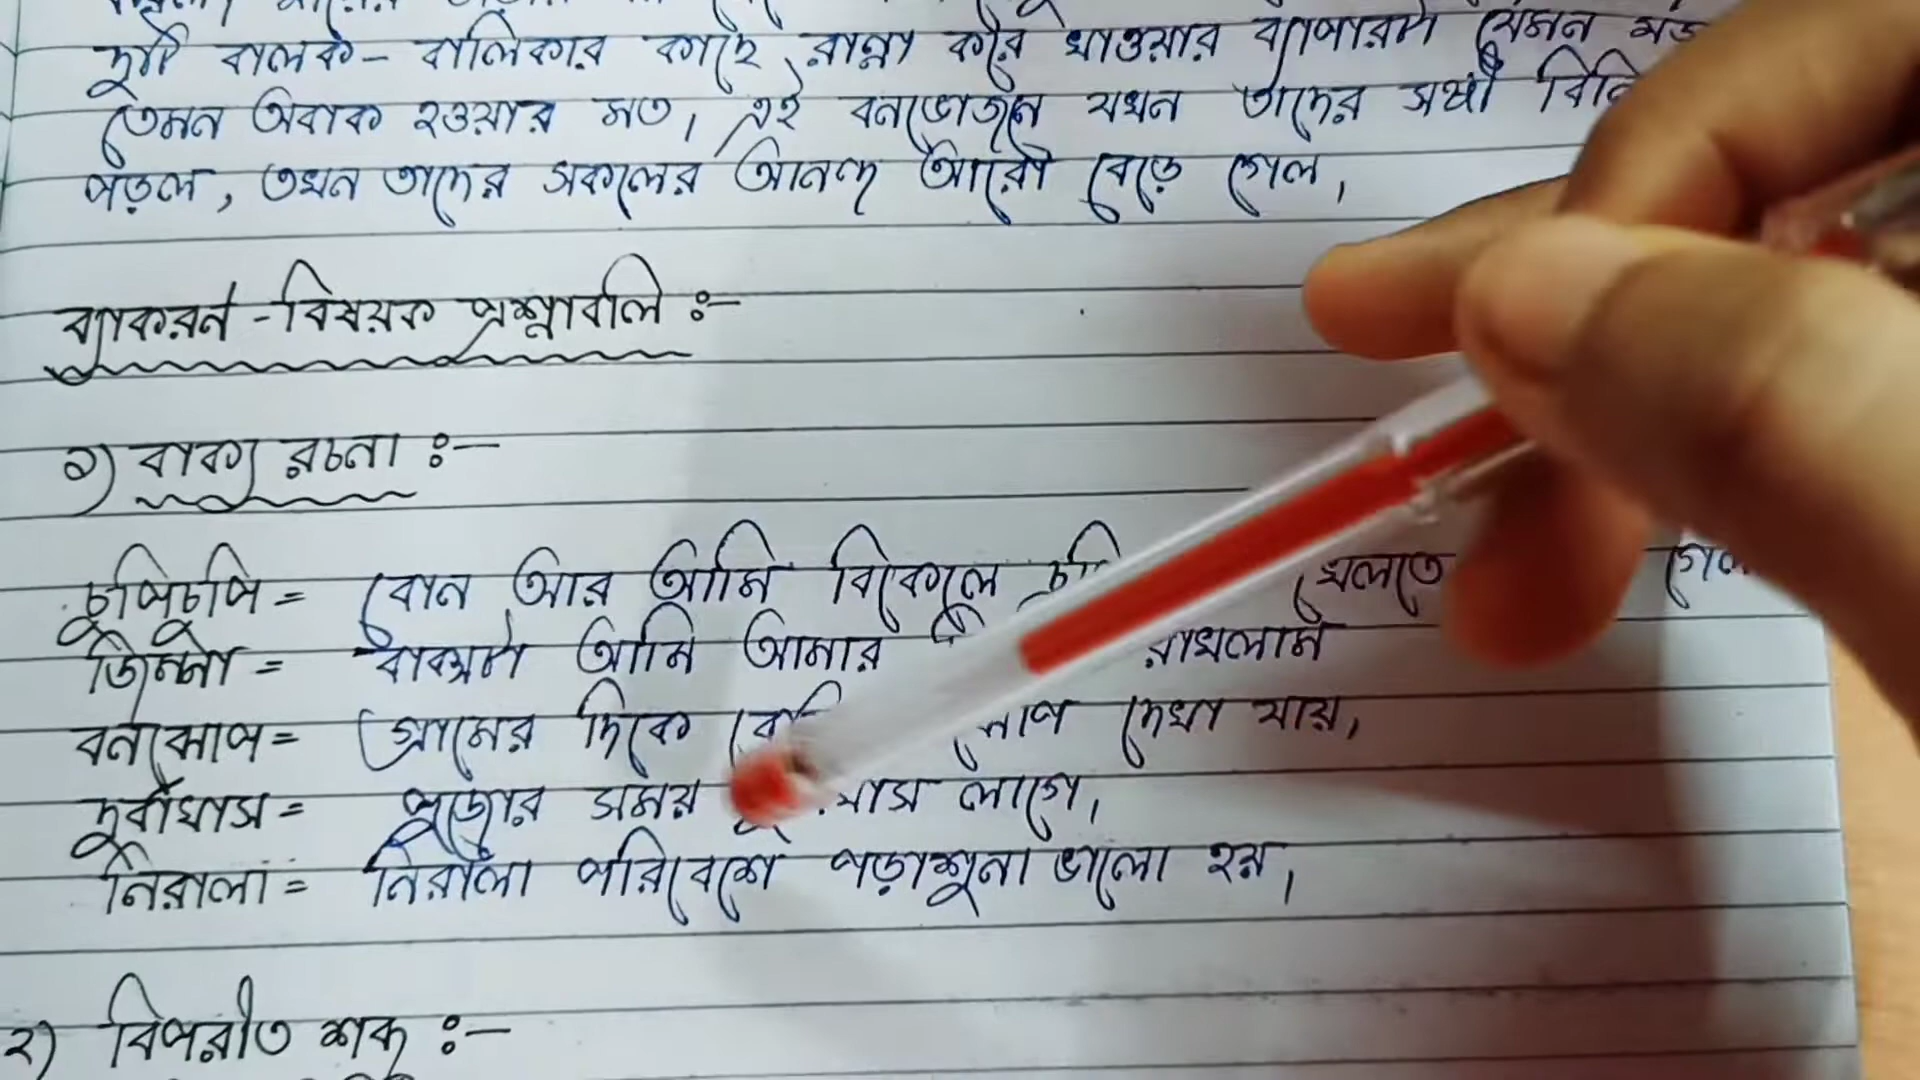 দুটি বালক - বালিকার কাছে রান্না করে খাওয়ার ব্যাপারটা যেমন
তেমন অবাক হওয়ার মত। এই বনভোজনে যখন তাদের সঙ্গী
পড়ল, তখন তাদের সকলের আনন্দ আরো বেড়ে গেল।
ব্যাকরণ - বিষয়ক প্রশ্নাবলি :-
১) বাক্য রচনা :-
চুপিচুপি = বোন আর আমি বিকেলে খেলতে
জিম্মা = বাক্সটা আমি আমার রাখলাম
বনঝোপ = গ্রামের দিকে দেখা যায়।
দুর্বাঘাস = পুজোর সময় লাগে।
নিরালা = নিরালা পরিবেশে পড়াশুনা ভালো হয়।
২) বিপরীত শব্দ :-